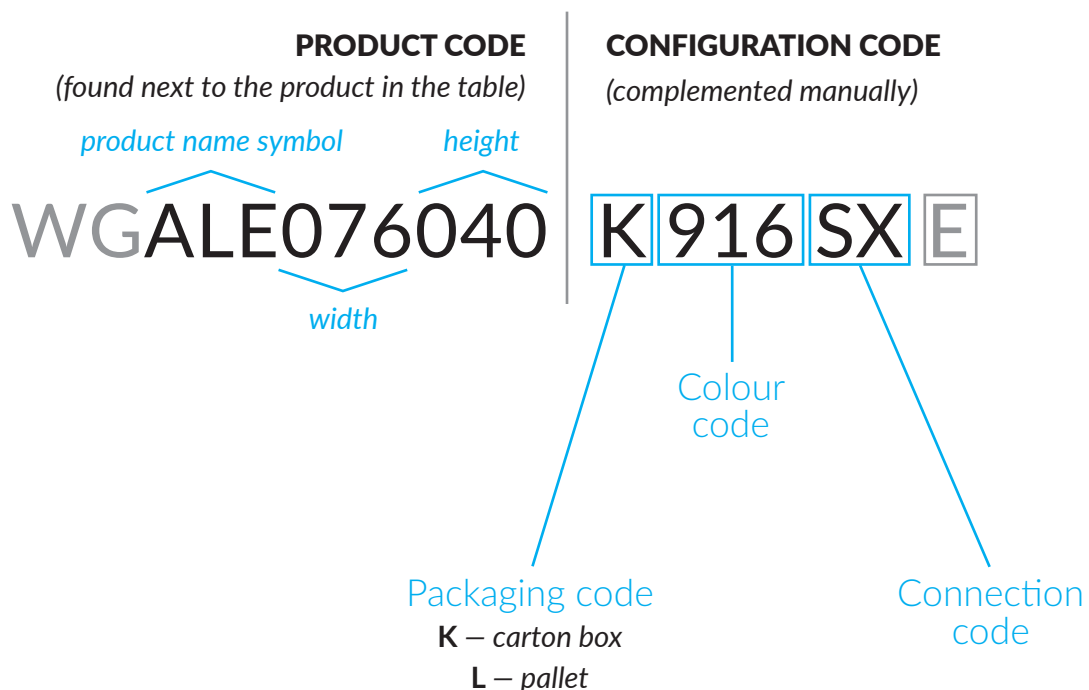 PRODUCT CODE
(found next to the product in the table)
product name symbol
height
WGALE076040
width
CONFIGURATION CODE
(complemented manually)
K 916 SX E
Colour
code
Packaging code
K – carton box
L – pallet
Connection
code